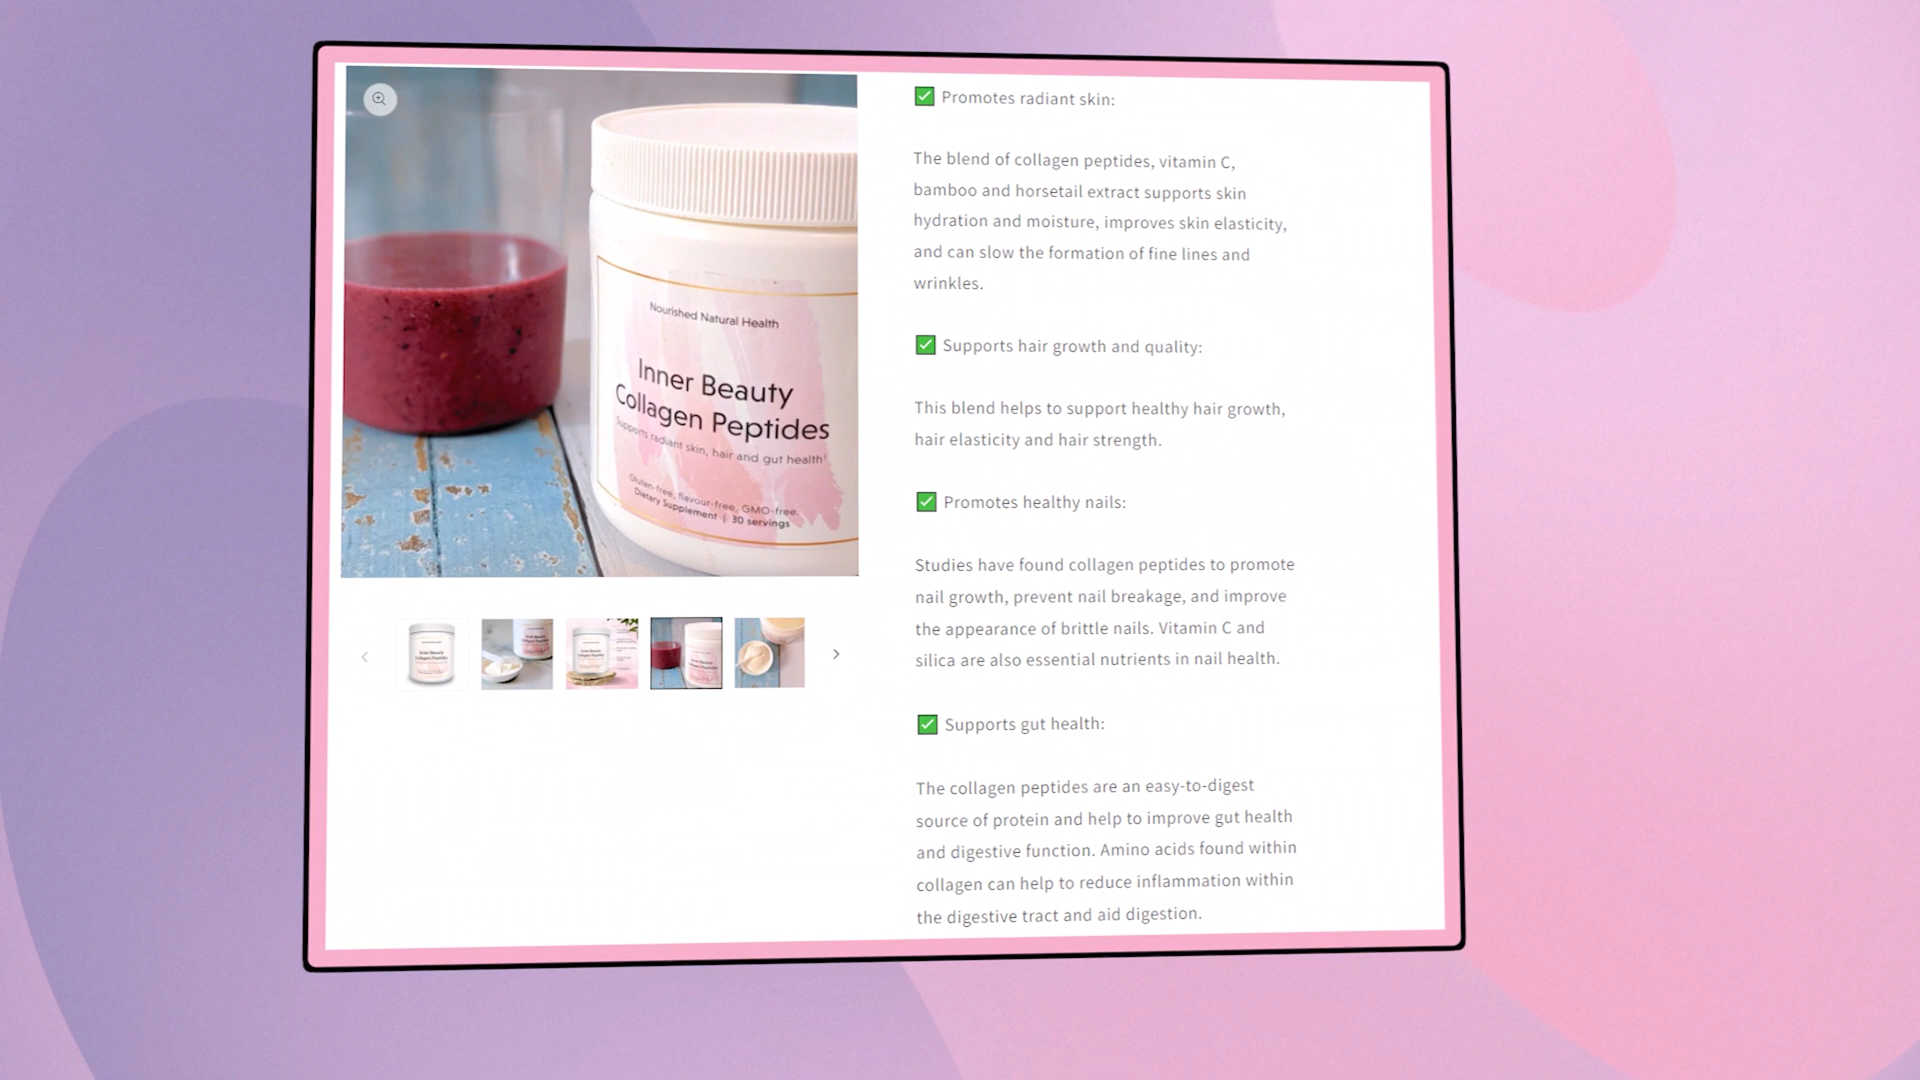 Nourished Natural Health
Inner Beauty
Collagen Peptides
Supports radiant skin, hair and gut health†
Gluten-free, flavour-free, GMO-free.
Dietary Supplement | 30 servings
✅ Promotes radiant skin:
The blend of collagen peptides, vitamin C,
bamboo and horsetail extract supports skin
hydration and moisture, improves skin elasticity,
and can slow the formation of fine lines and
wrinkles.
✅ Supports hair growth and quality:
This blend helps to support healthy hair growth,
hair elasticity and hair strength.
✅ Promotes healthy nails:
Studies have found collagen peptides to promote
nail growth, prevent nail breakage, and improve
the appearance of brittle nails. Vitamin C and
silica are also essential nutrients in nail health.
✅ Supports gut health:
The collagen peptides are an easy-to-digest
source of protein and help to improve gut health
and digestive function. Amino acids found within
collagen can help to reduce inflammation within
the digestive tract and aid digestion.